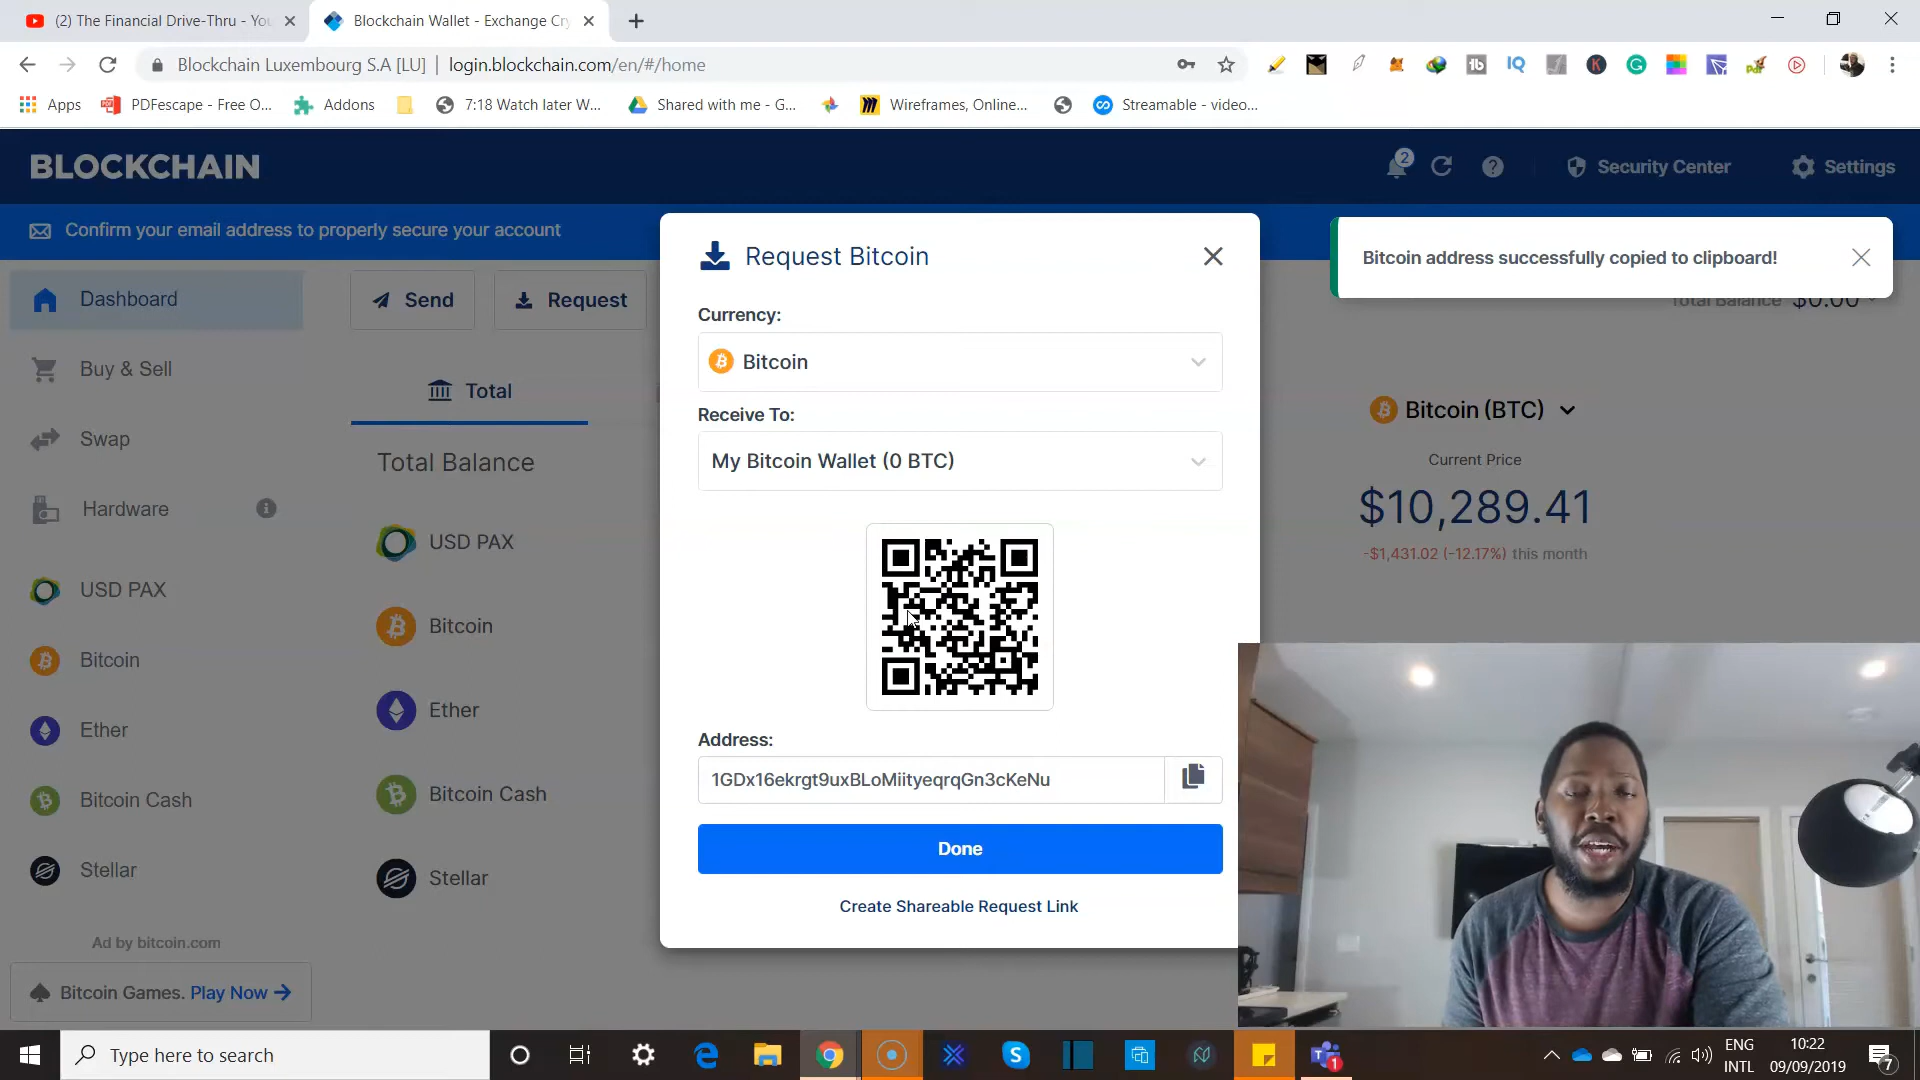 (2) The Financial Drive-Thru - You
Blockchain Wallet - Exchange Cry
Blockchain Luxembourg S.A [LU] | login.blockchain.com/en/#/home
Apps
PDFescape - Free O...
Addons
7:18 Watch later W...
Shared with me - G...
Wireframes, Online...
Streamable - video...
BLOCKCHAIN
2
Security Center
Settings
Confirm your email address to properly secure your account
Request Bitcoin
Bitcoin address successfully copied to clipboard!
Total Balance $0.00
Dashboard
Send
Request
Currency:
Bitcoin
Buy & Sell
Total
Receive To:
Bitcoin (BTC)
Swap
Total Balance
My Bitcoin Wallet (0 BTC)
Current Price
$10,289.41
Hardware
-$1,431.02 (-12.17%) this month
USD PAX
USD PAX
Bitcoin
Bitcoin
Ether
Ether
Address:
1GDx16ekrgt9uxBLoMiityeqrqGn3cKeNu
Bitcoin Cash
Bitcoin Cash
Done
Stellar
Stellar
Create Shareable Request Link
Ad by bitcoin.com
Bitcoin Games. Play Now →
Type here to search
ENG
INTL
10:22
09/09/2019
7